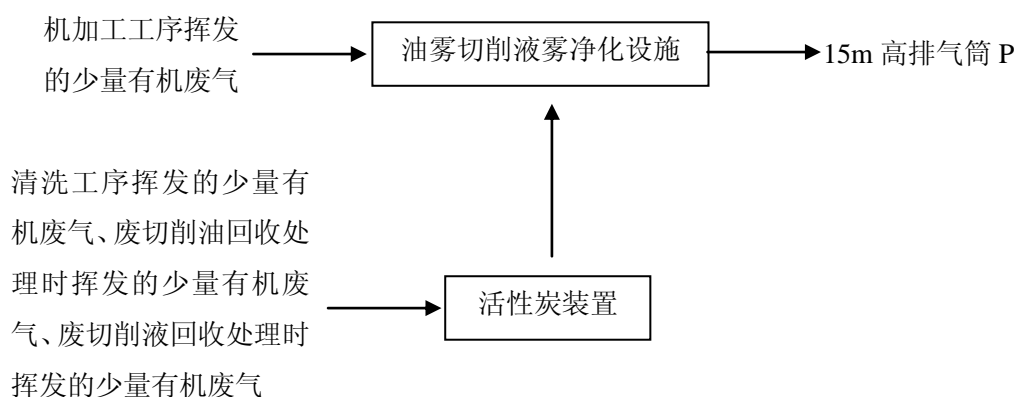 机加工工序挥发
的少量有机废气
油雾切削液雾净化设施
15m 高排气筒 P
清洗工序挥发的少量有
机废气、废切削油回收处
理时挥发的少量有机废
气、废切削液回收处理时
挥发的少量有机废气
活性炭装置